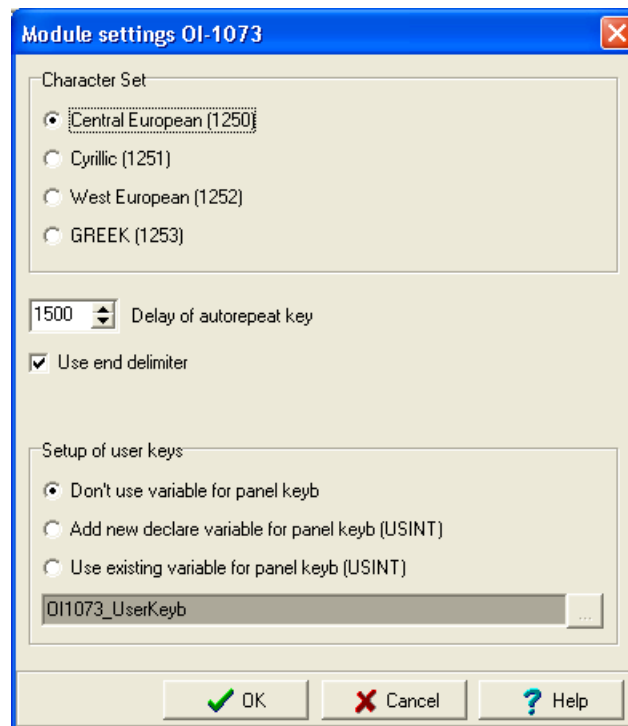 Module settings OI-1073
Character Set
Central European (1250)
Cyrillic (1251)
West European (1252)
GREEK (1253)
1500 Delay of autorepeat key
Use end delimiter
Setup of user keys
Don't use variable for panel keyb
Add new declare variable for panel keyb (USINT)
Use existing variable for panel keyb (USINT)
OI1073_UserKeyb ...
OK Cancel ? Help